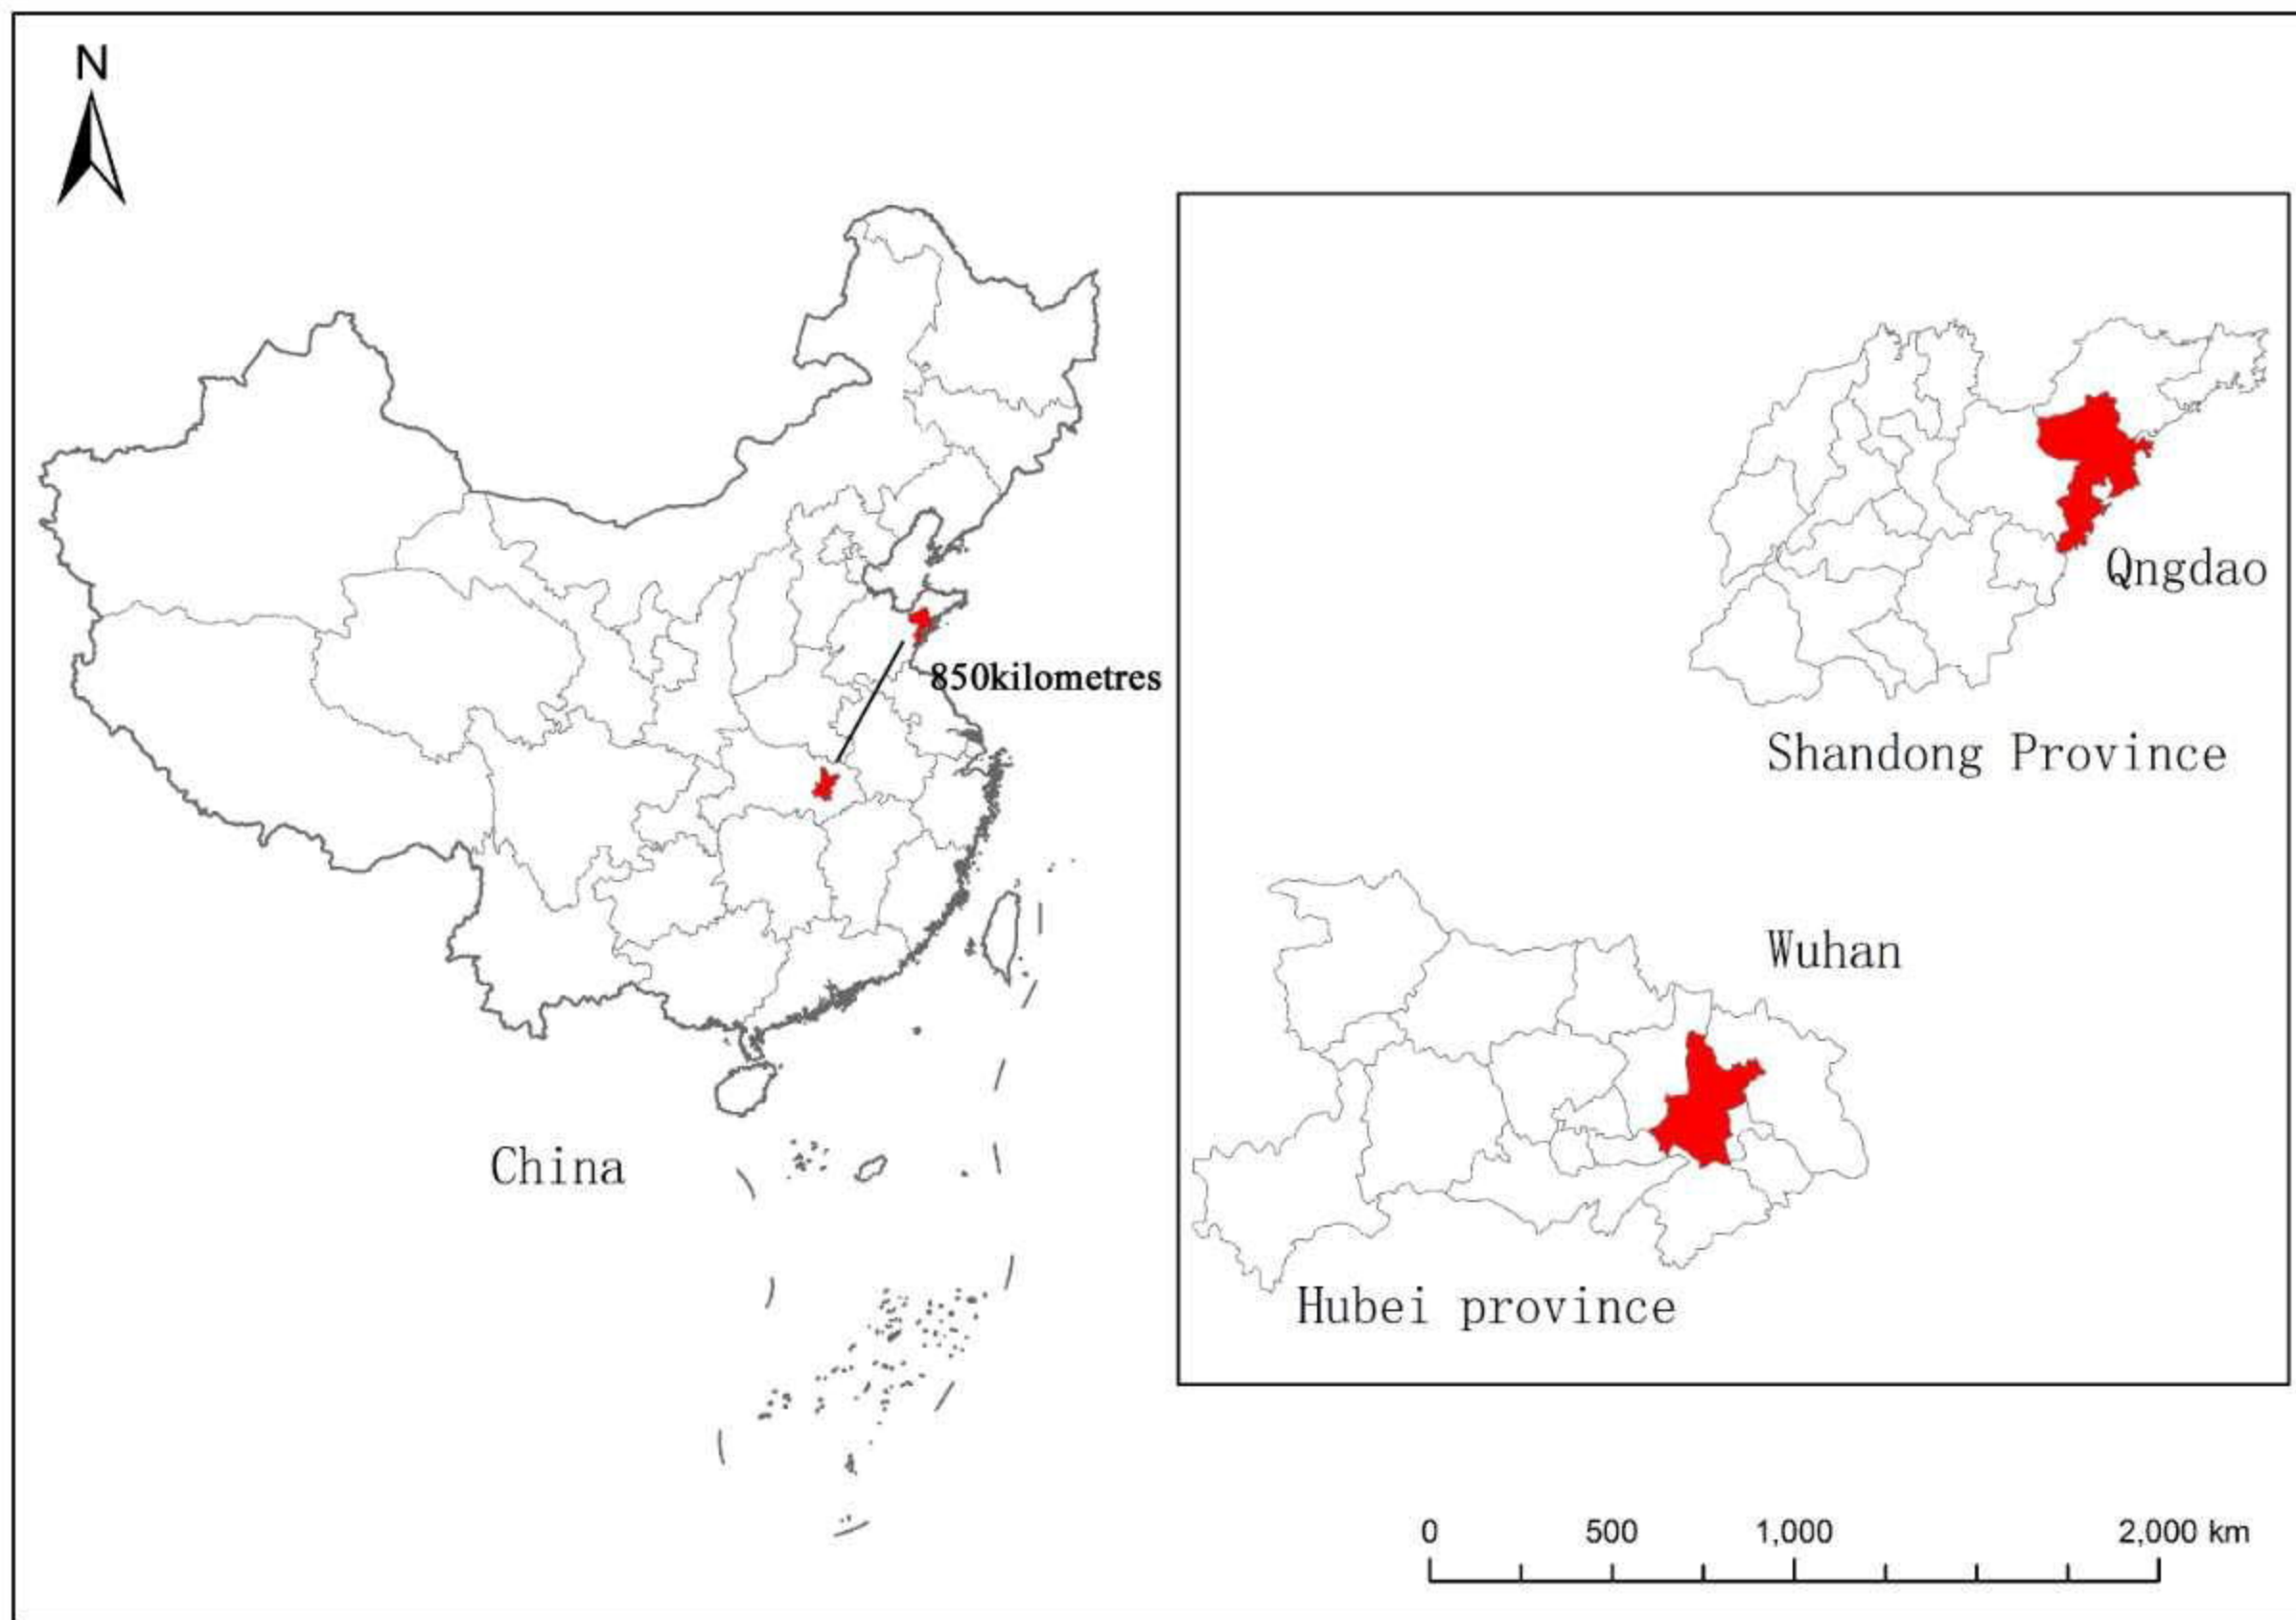 N
850kilometres
China
Qngdao
Shandong Province
Wuhan
Hubei province
0 500 1,000 2,000 km